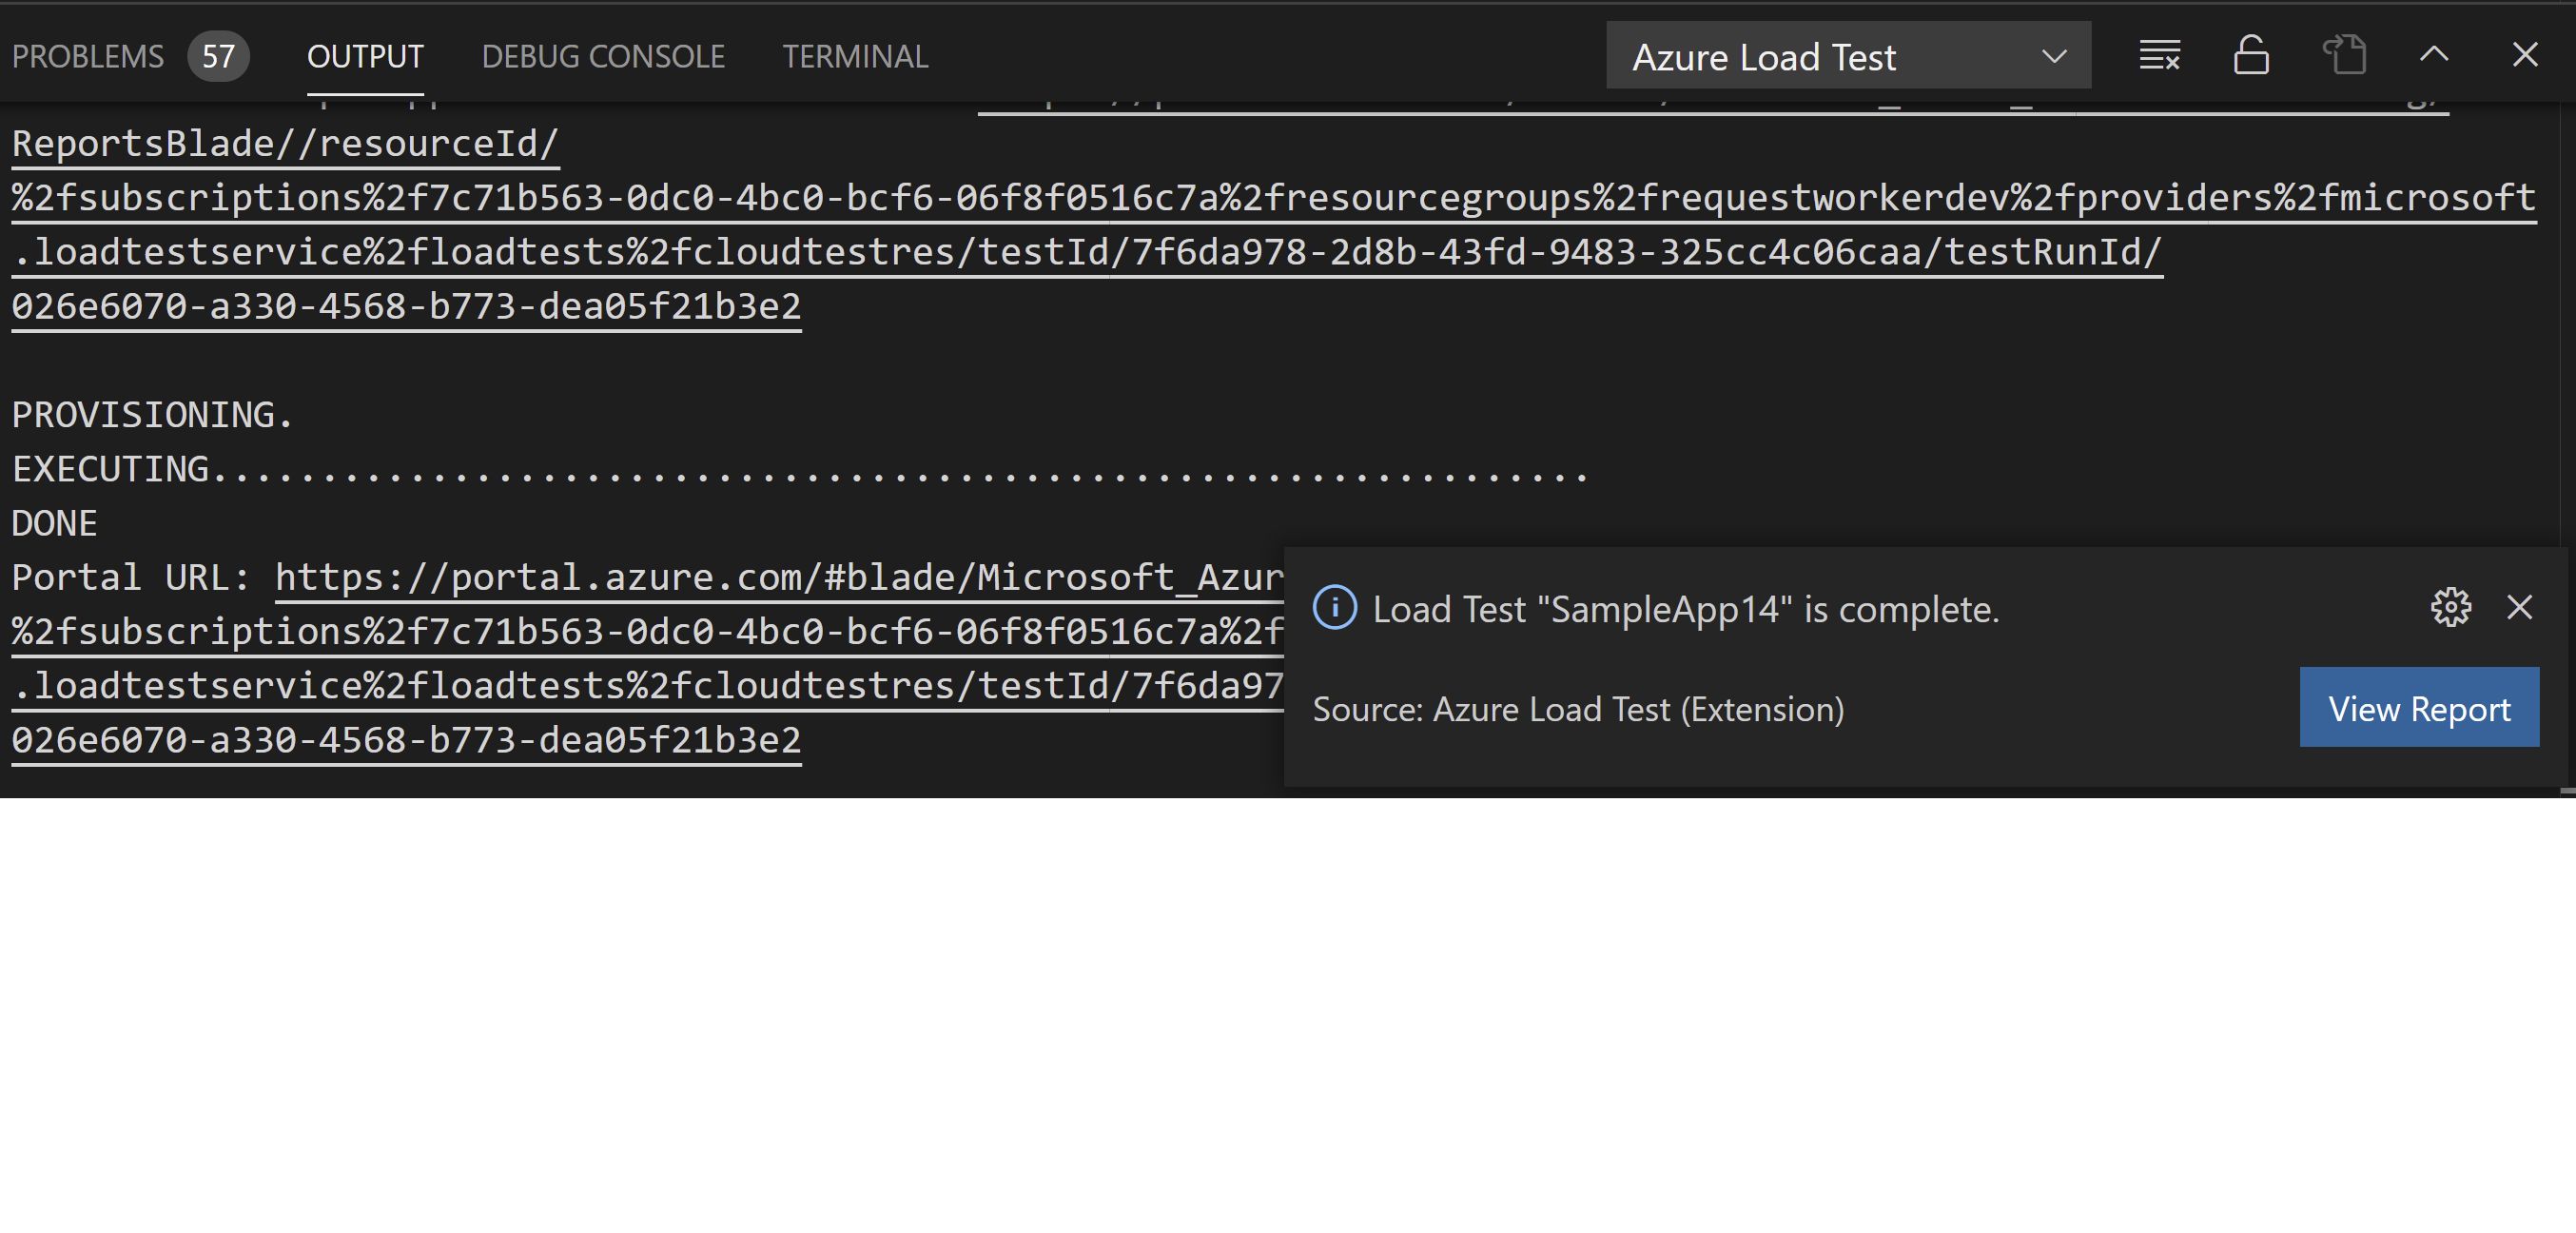 PROBLEMS 57 OUTPUT DEBUG CONSOLE TERMINAL Azure Load Test
ReportsBlade//resourceId/
%2fsubscriptions%2f7c71b563-0dc0-4bc0-bcf6-06f8f0516c7a%2fresourcegroups%2frequestworkerdev%2fproviders%2fmicrosoft
.loadtestservice%2floadtests%2fcloudtestres/testId/7f6da978-2d8b-43fd-9483-325cc4c06caa/testRunId/
026e6070-a330-4568-b773-dea05f21b3e2
PROVISIONING.
EXECUTING...............................................................
DONE
Portal URL: https://portal.azure.com/#blade/Microsoft_Azur
%2fsubscriptions%2f7c71b563-0dc0-4bc0-bcf6-06f8f0516c7a%2f
.loadtestservice%2floadtests%2fcloudtestres/testId/7f6da97
026e6070-a330-4568-b773-dea05f21b3e2
Load Test "SampleApp14" is complete.
Source: Azure Load Test (Extension)
View Report